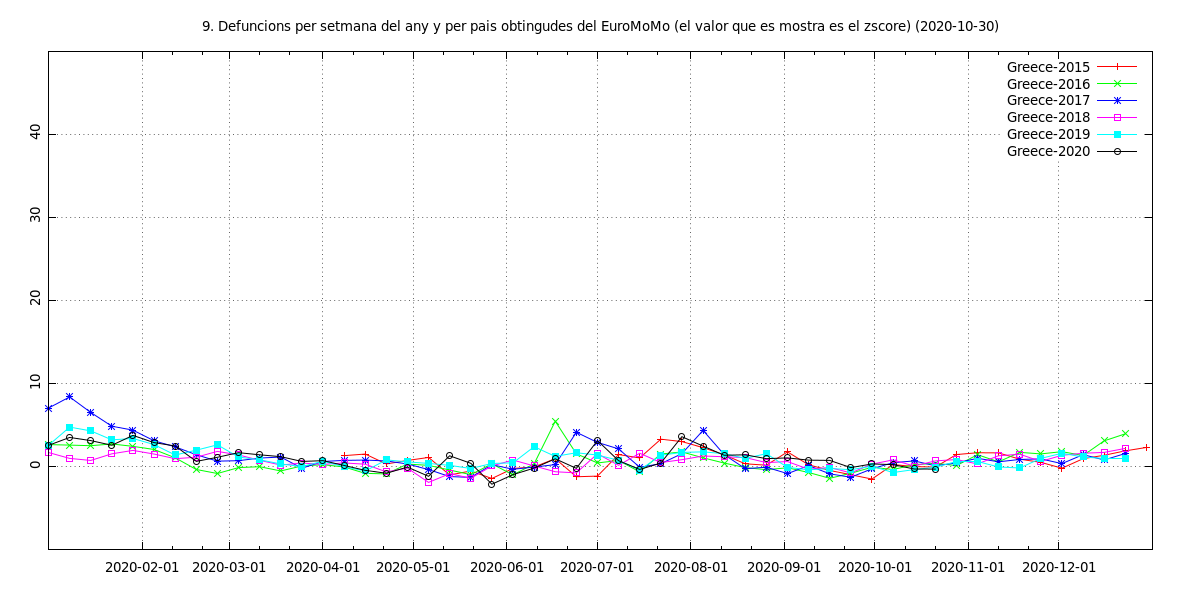 9. Defuncions per setmana del any y per pais obtingudes del EuroMoMo (el valor que es mostra es el zscore) (2020-10-30)
Greece-2015
Greece-2016
Greece-2017
Greece-2018
Greece-2019
Greece-2020
40
30
20
10
0
2020-02-01 2020-03-01 2020-04-01 2020-05-01 2020-06-01 2020-07-01 2020-08-01 2020-09-01 2020-10-01 2020-11-01 2020-12-01